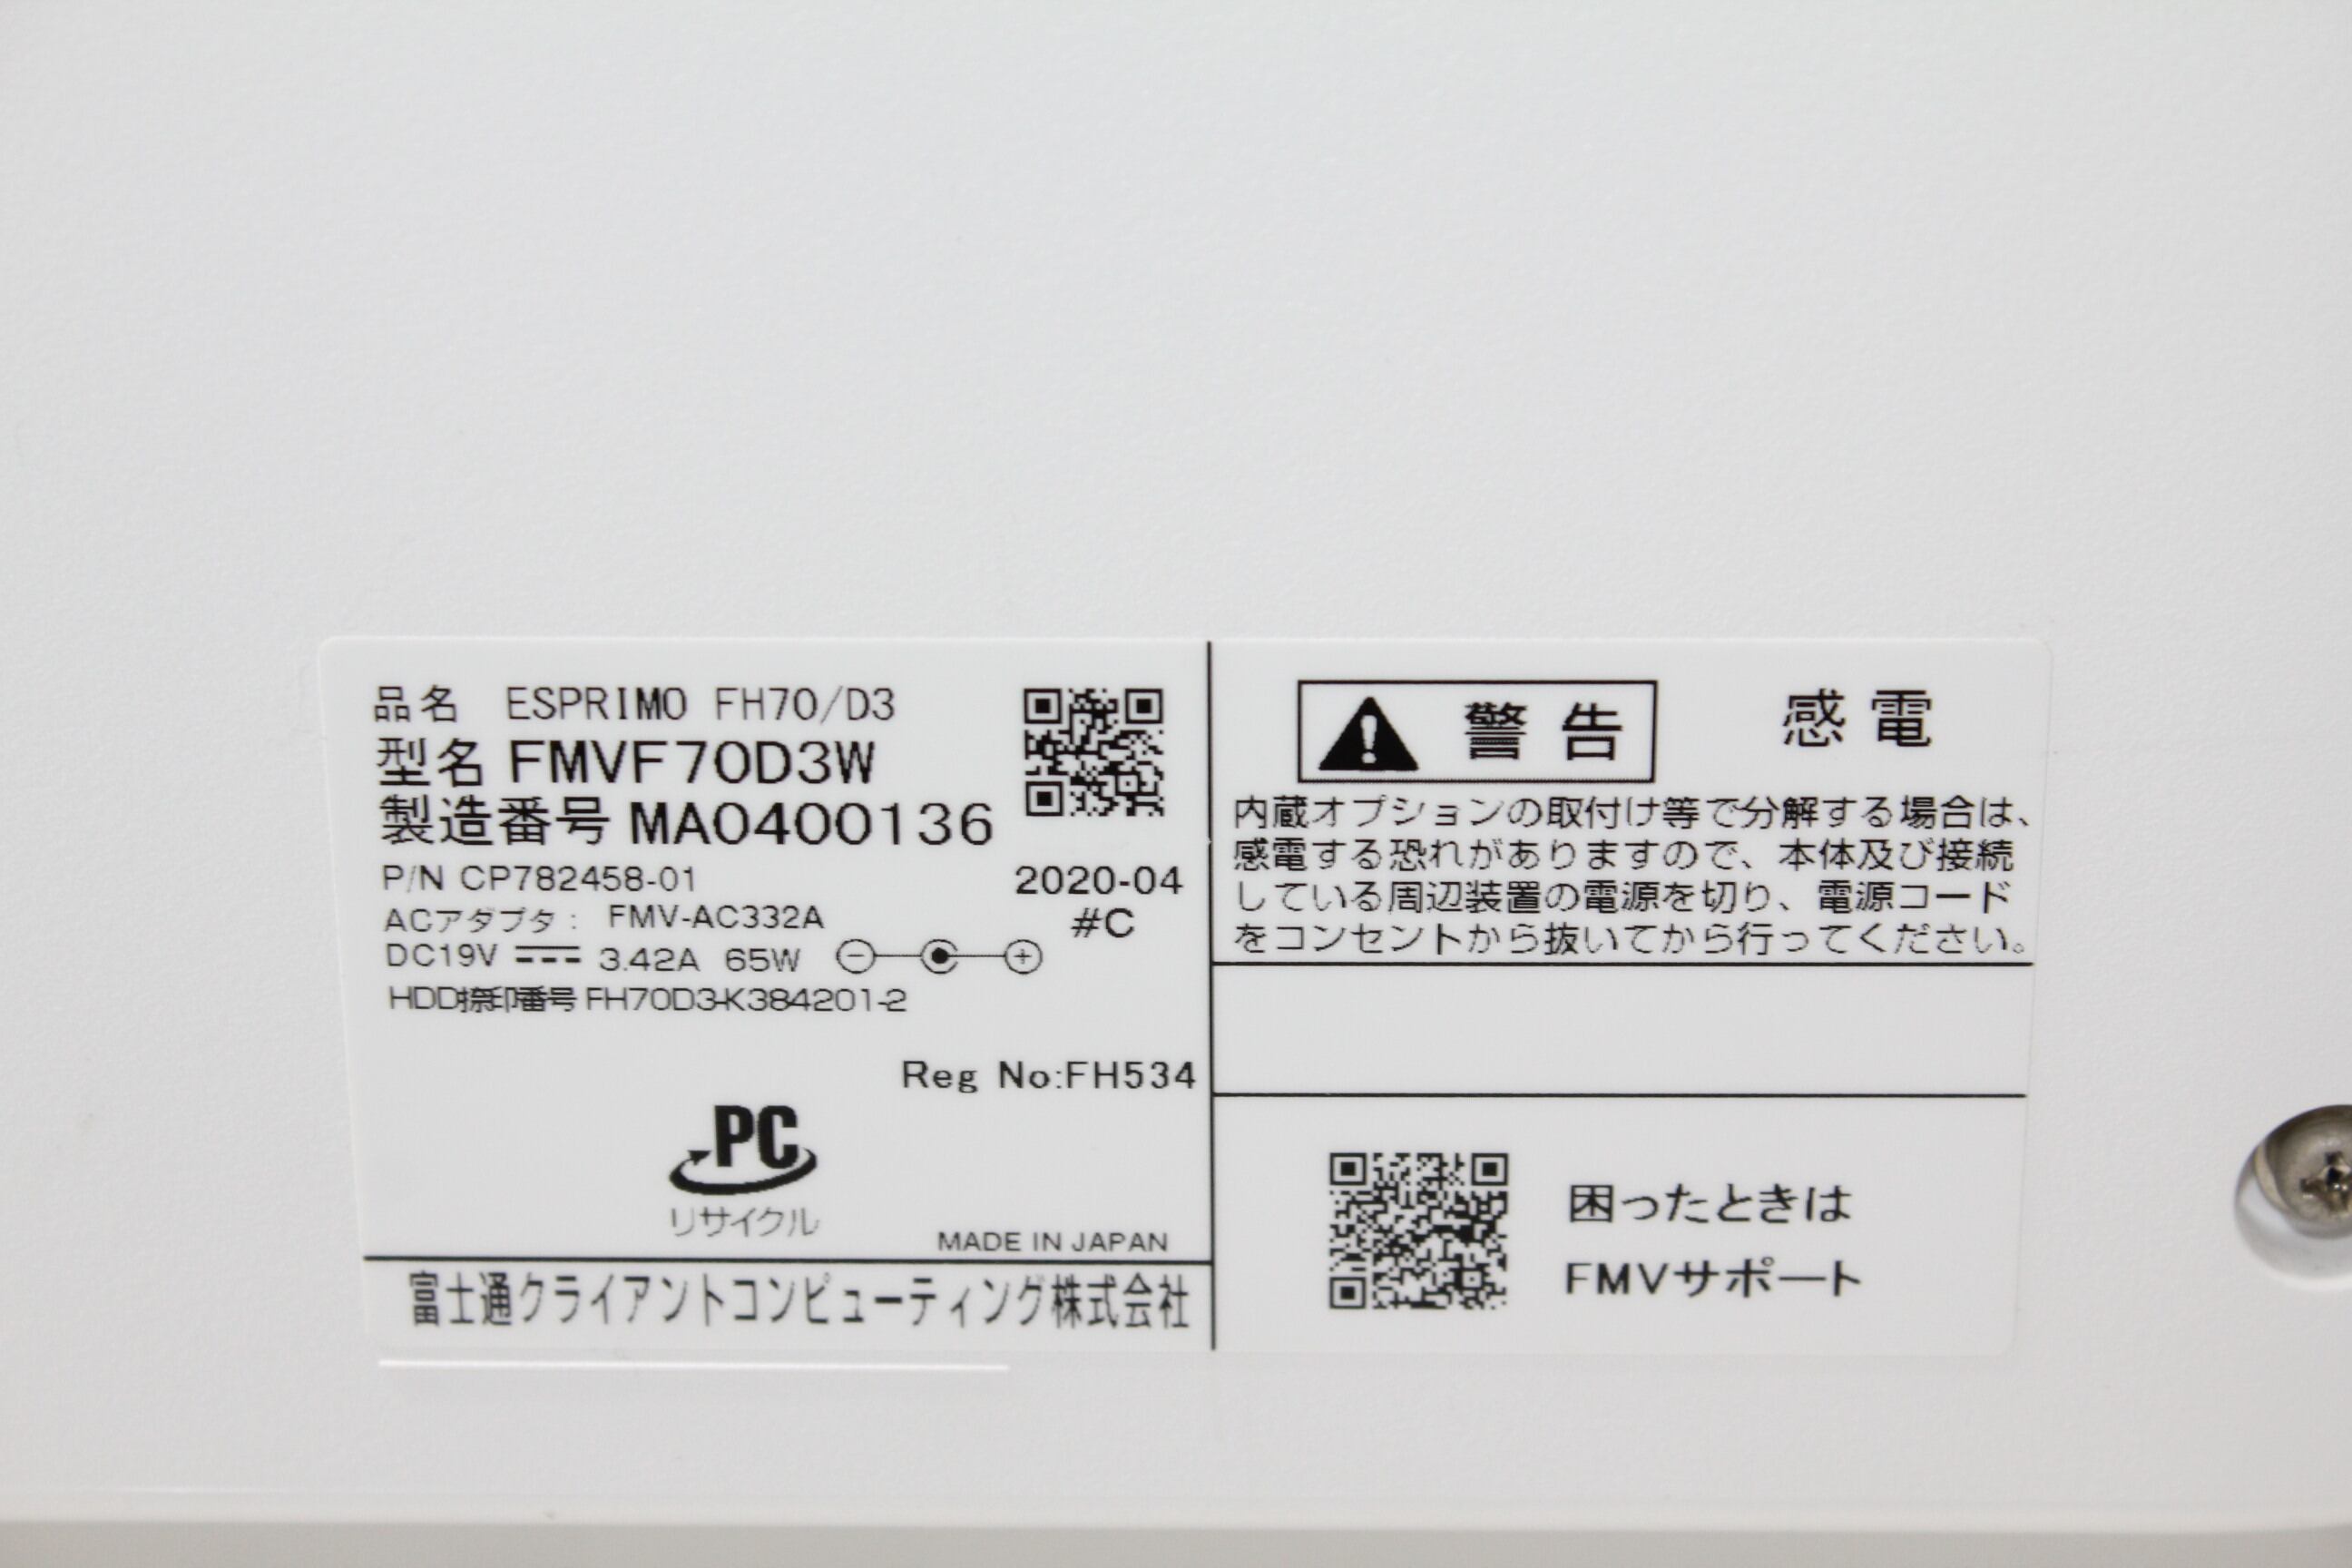 品名 ESPRIMO FH70/D3
型名 FMVF70D3W
製造番号 MA0400136
P/N CP782458-01
2020-04
ACアダプタ: FMV-AC332A
#C
DC19V 3.42A 65W
HDD捺印番号 FH70D3-K384201-2
Reg No:FH534
PC
リサイクル
MADE IN JAPAN
富士通クライアントコンピューティング株式会社
警告 感電
内蔵オプションの取付け等で分解する場合は、
感電する恐れがありますので、本体及び接続
している周辺装置の電源を切り、電源コード
をコンセントから抜いてから行ってください。
困ったときは
FMVサポート